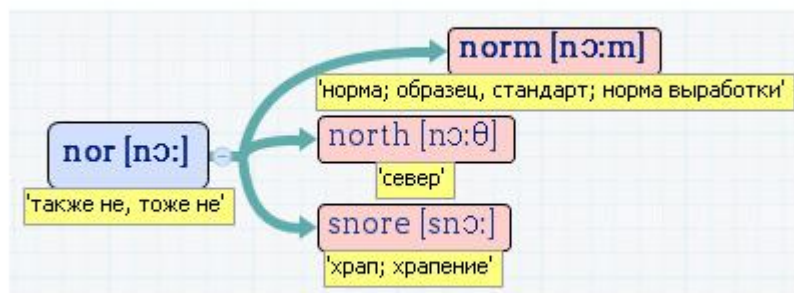 norm [nɔ:m]
'норма; образец, стандарт; норма выработки'
nor [nɔ:]
'также не, тоже не'
north [nɔ:θ]
'север'
snore [snɔ:]
'храп; храпение'